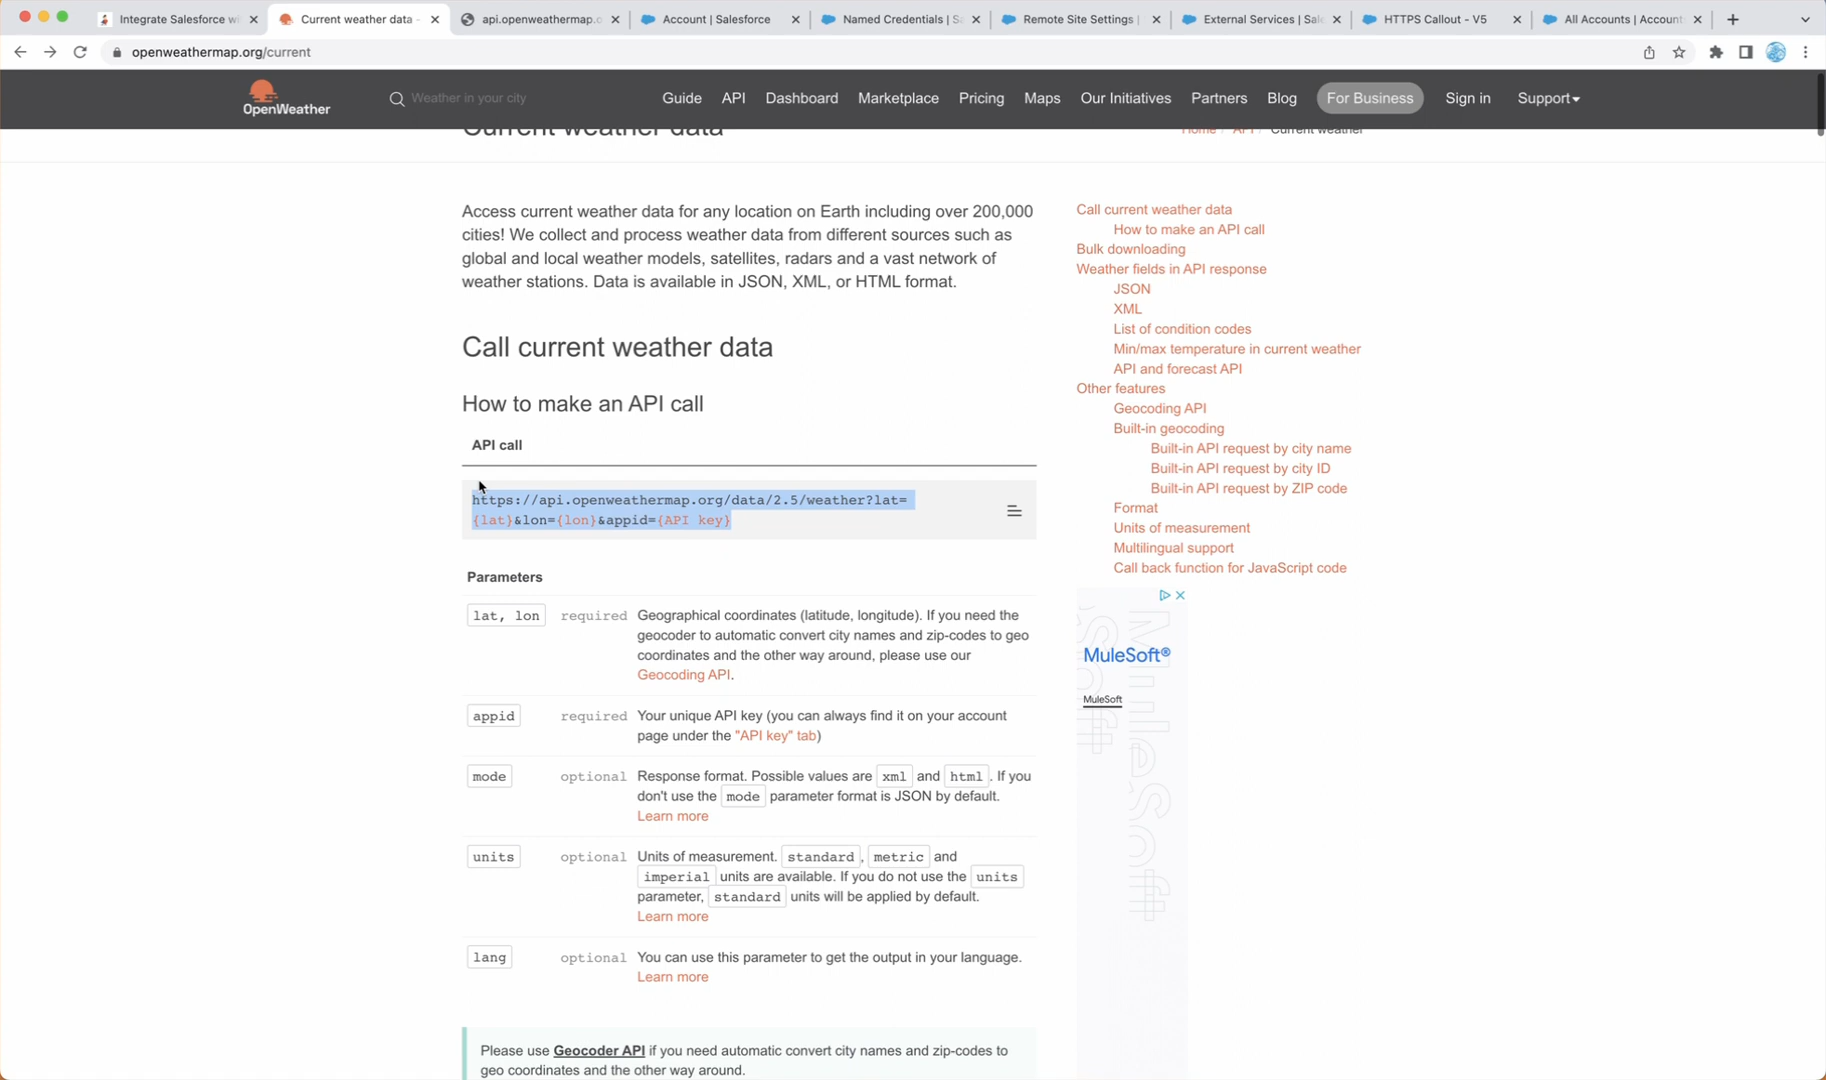 Integrate Salesforce wi
Current weather data -
api.openweathermap.o
Account | Salesforce
Named Credentials | S
Remote Site Settings |
External Services | Sal
HTTPS Callout - V5
All Accounts | Account
openweathermap.org/current
OpenWeather
Weather in your city
Guide
API
Dashboard
Marketplace
Pricing
Maps
Our Initiatives
Partners
Blog
For Business
Sign in
Support
Current weather data
Home / API / Current weather
Access current weather data for any location on Earth including over 200,000
cities! We collect and process weather data from different sources such as
global and local weather models, satellites, radars and a vast network of
weather stations. Data is available in JSON, XML, or HTML format.
Call current weather data
How to make an API call
API call
https://api.openweathermap.org/data/2.5/weather?lat=
{lat}&lon={lon}&appid={API key}
Parameters
lat, lon required Geographical coordinates (latitude, longitude). If you need the
geocoder to automatic convert city names and zip-codes to geo
coordinates and the other way around, please use our
Geocoding API.
appid required Your unique API key (you can always find it on your account
page under the "API key" tab)
mode optional Response format. Possible values are xml and html. If you
don't use the mode parameter format is JSON by default.
Learn more
units optional Units of measurement. standard, metric and
imperial units are available. If you do not use the units
parameter, standard units will be applied by default.
Learn more
lang optional You can use this parameter to get the output in your language.
Learn more
Please use Geocoder API if you need automatic convert city names and zip-codes to
geo coordinates and the other way around.
Call current weather data
How to make an API call
Bulk downloading
Weather fields in API response
JSON
XML
List of condition codes
Min/max temperature in current weather
API and forecast API
Other features
Geocoding API
Built-in geocoding
Built-in API request by city name
Built-in API request by city ID
Built-in API request by ZIP code
Format
Units of measurement
Multilingual support
Call back function for JavaScript code
MuleSoft®
MuleSoft
MuleSoft